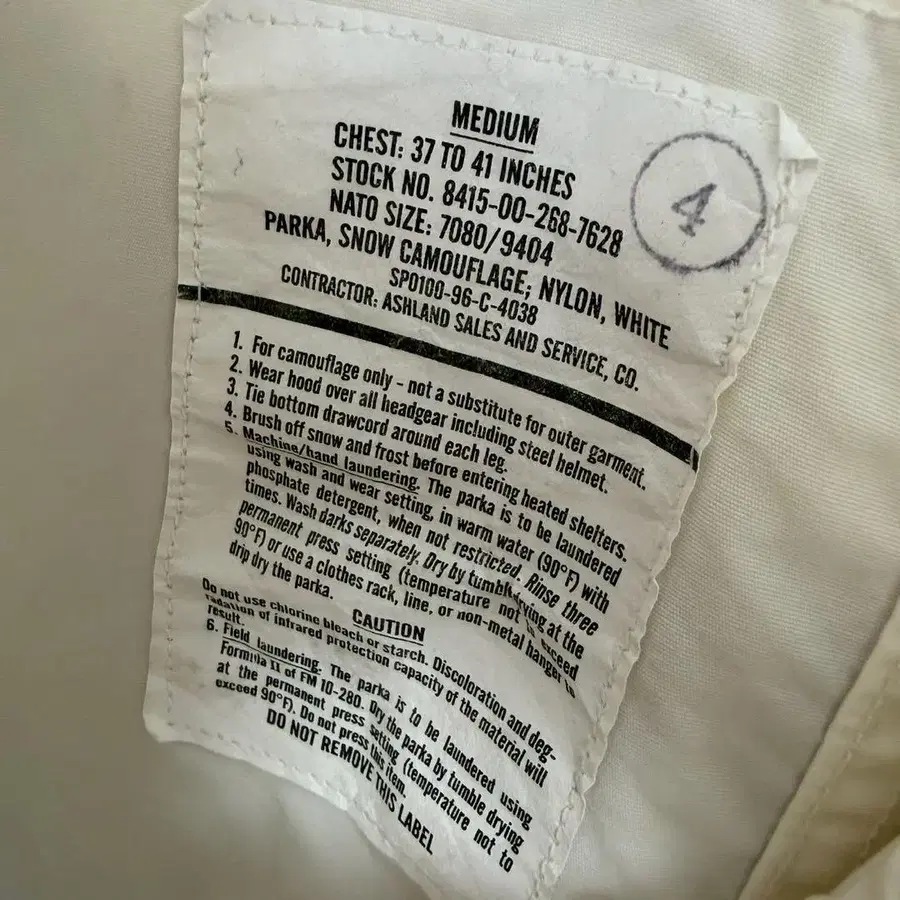 MEDIUM
CHEST: 37 TO 41 INCHES
STOCK NO. 8415-00-268-7628
NATO SIZE: 7080/9404
PARKA, SNOW CAMOUFLAGE; NYLON, WHITE
SP0100-96-C-4038
CONTRACTOR: ASHLAND SALES AND SERVICE, CO.
4
1. For camouflage only - not a substitute for outer garment.
2. Wear hood over all headgear including steel helmet.
3. Tie bottom drawcord around each leg.
4. Brush off snow and frost before entering heated shelters.
5. Machine/hand laundering. The parka is to be laundered
using wash and wear setting, in warm water (90°F) with
phosphate detergent, when not restricted. Rinse three
times. Wash darks separately. Dry by tumble drying at the
permanent press setting (temperature not to exceed
90°F) or use a clothes rack, line, or non-metal hanger to
drip dry the parka.
CAUTION
Do not use chlorine bleach or starch. Discoloration and deg-
radation of infrared protection capacity of the material will
result.
6. Field laundering. The parka is to be laundered using
Formula II of FM 10-280. Dry the parka by tumble drying
at the permanent press setting (temperature not to
exceed 90°F). Do not press this item.
DO NOT REMOVE THIS LABEL